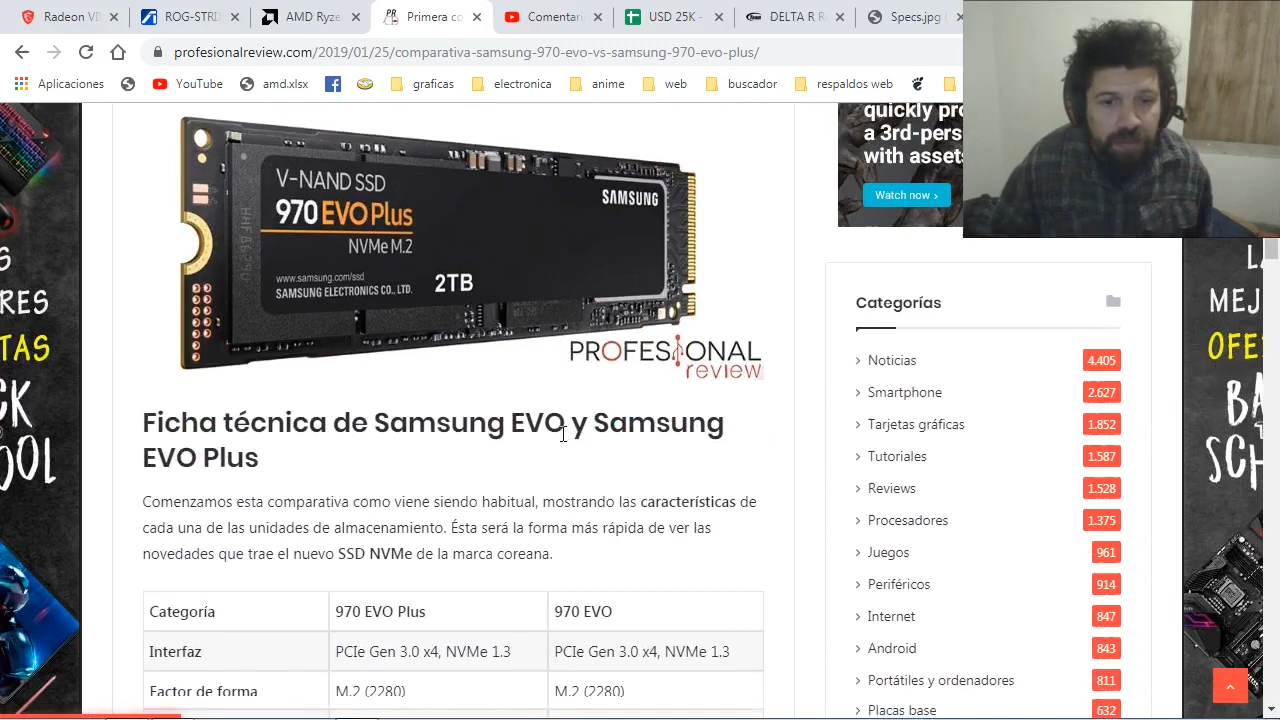 Radeon VI
ROG-STRI
AMD Ryze
Primera co
Comentar
USD 25K -
DELTA R R
Specs.jpg (
profesionalreview.com/2019/01/25/comparativa-samsung-970-evo-vs-samsung-970-evo-plus/
Aplicaciones
YouTube
amd.xlsx
graficas
electronica
anime
web
buscador
respaldos web
quickly pro
a 3rd-pers
with assets
Watch now >
V-NAND SSD
970 EVO Plus
NVMe M.2
www.samsung.com/ssd
SAMSUNG ELECTRONICS CO., LTD.
2TB
SAMSUNG
PROFESIONAL
review
Ficha técnica de Samsung EVO y Samsung
EVO Plus
Comenzamos esta comparativa como viene siendo habitual, mostrando las características de
cada una de las unidades de almacenamiento. Ésta será la forma más rápida de ver las
novedades que trae el nuevo SSD NVMe de la marca coreana.
Categoría 970 EVO Plus 970 EVO
Interfaz PCIe Gen 3.0 x4, NVMe 1.3 PCIe Gen 3.0 x4, NVMe 1.3
Factor de forma M.2 (2280) M.2 (2280)
Categorías
Noticias 4.405
Smartphone 2.627
Tarjetas gráficas 1.852
Tutoriales 1.587
Reviews 1.528
Procesadores 1.375
Juegos 961
Periféricos 914
Internet 847
Android 843
Portátiles y ordenadores 811
Placas base 632
S
RES
TAS
CK
OOL
LA
MEJ
OFE
BA
SCH